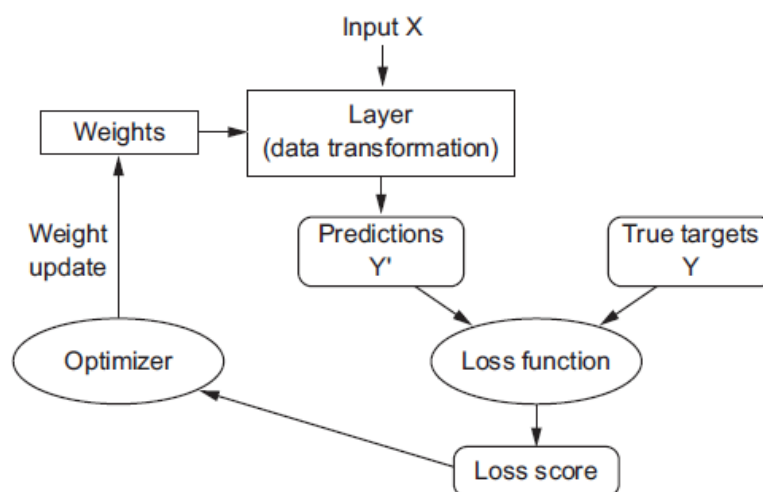 Input X
Layer
(data transformation)
Weights
Weight
update
Predictions
Y'
True targets
Y
Optimizer
Loss function
Loss score